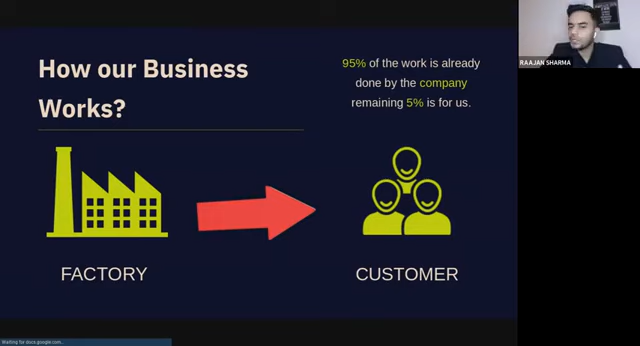 How our Business
Works?
95% of the work is already
done by the company
remaining 5% is for us.
FACTORY
CUSTOMER
RAAJAN SHARMA
Waiting for docs.google.com...